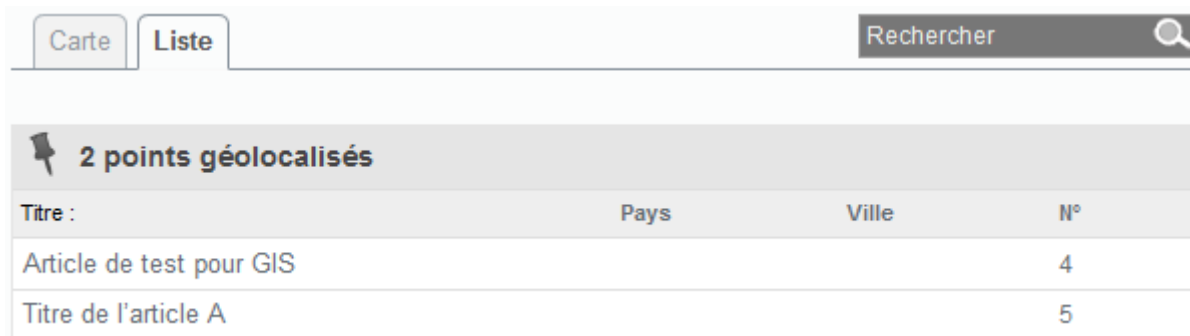 Carte Liste Rechercher
2 points géolocalisés
Titre : Pays Ville N°
Article de test pour GIS 4
Titre de l'article A 5